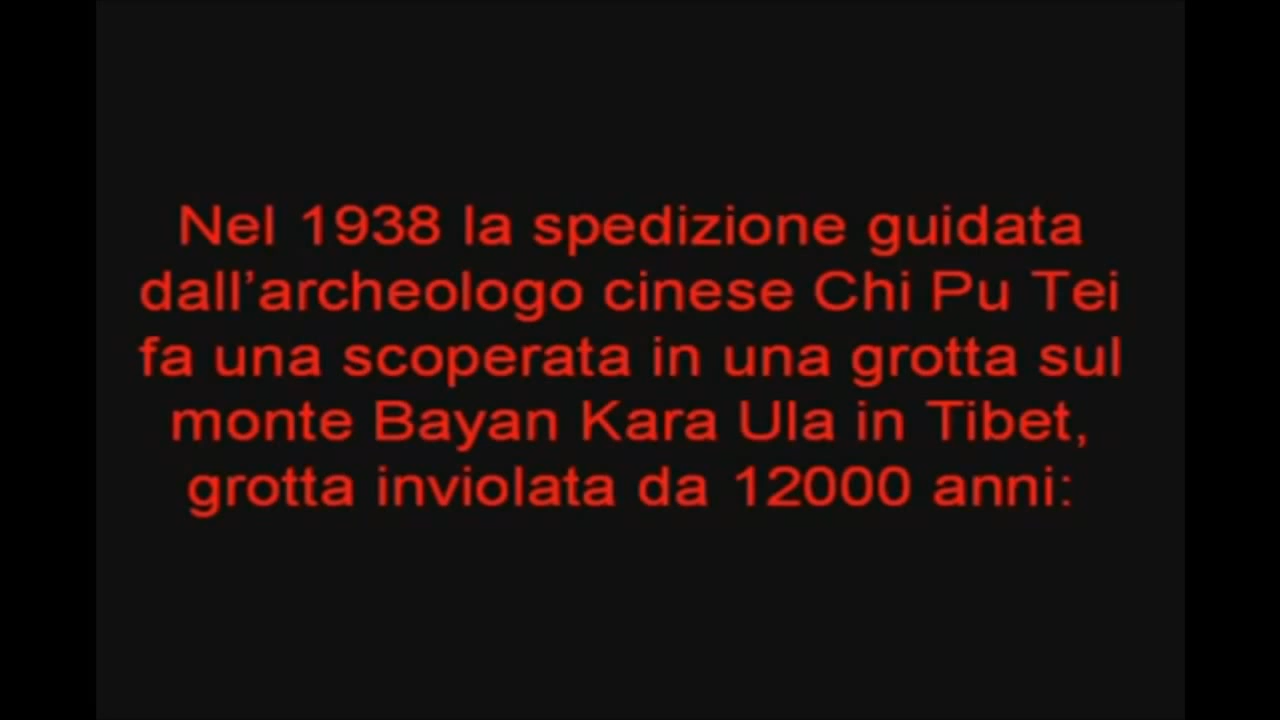 Nel 1938 la spedizione guidata
dall’archeologo cinese Chi Pu Tei
fa una scoperata in una grotta sul
monte Bayan Kara Ula in Tibet,
grotta inviolata da 12000 anni: